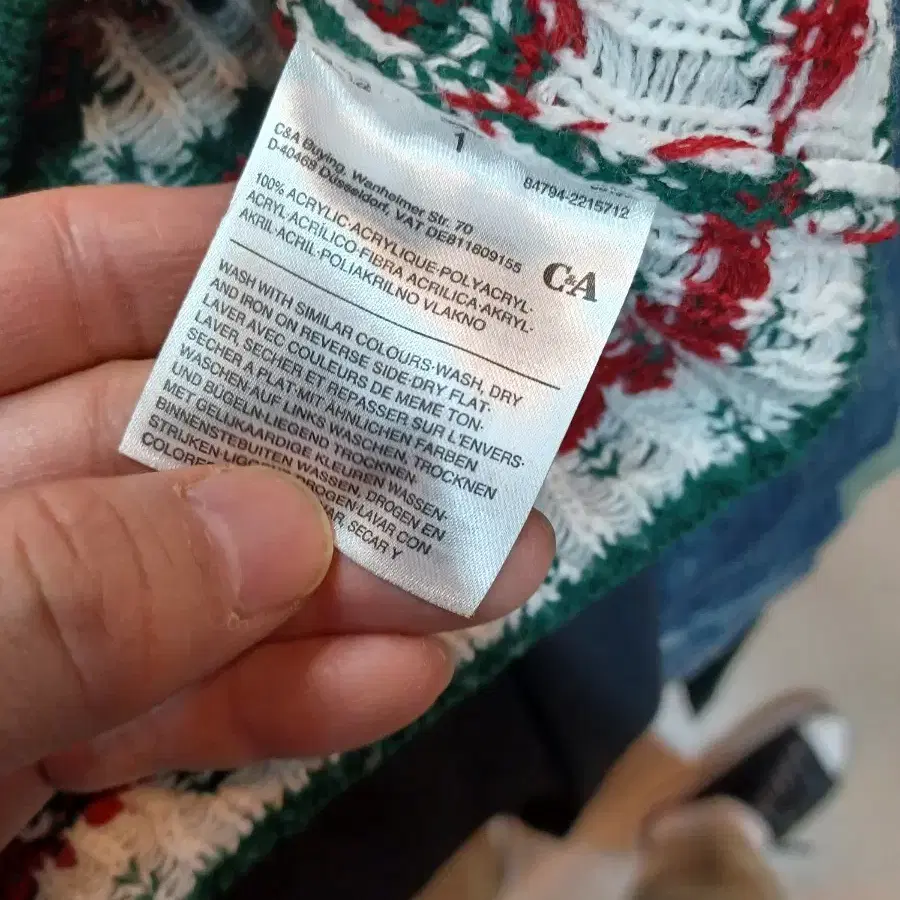 1
84794-2215712
C&A Buying, Wanheimer Str. 70
D-40468 Düsseldorf, VAT DE811809155
C&A
100% ACRYLIC·ACRYLIQUE·POLYACRYL·
ACRYL ACRÍLICO·FIBRA ACRILICA·AKRYL·
AKRIL·ACRIL·POLIAKRILNO VLAKNO
WASH WITH SIMILAR COLOURS·WASH, DRY
AND IRON ON REVERSE SIDE·DRY FLAT·
LAVER AVEC COULEURS DE MEME TON·
LAVER, SECHER ET REPASSER SUR L'ENVERS·
SECHER A PLAT·MIT ÄHNLICHEN FARBEN
WASCHEN·AUF LINKS WASCHEN, TROCKNEN
UND BÜGELN·LIEGEND TROCKNEN·
MET GELIJKAARDIGE KLEUREN WASSEN·
BINNENSTEBUITEN WASSEN, DROGEN EN
STRIJKEN·LIGGEND DROGEN·LAVAR CON
COLORES SECAR Y